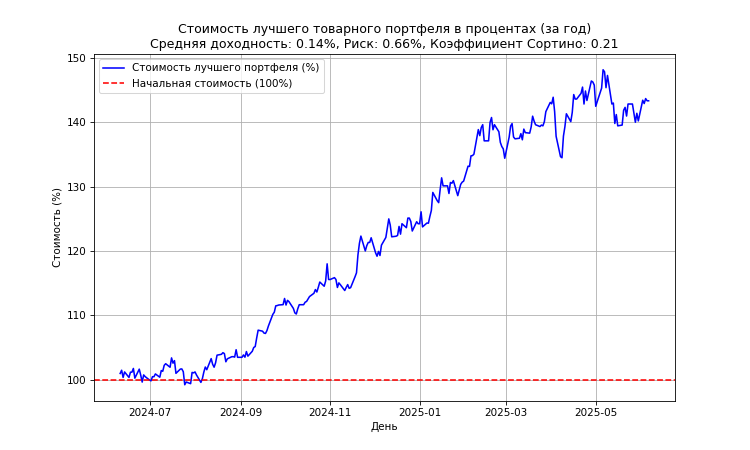 Стоимость лучшего товарного портфеля в процентах (за год)
Средняя доходность: 0.14%, Риск: 0.66%, Коэффициент Сортино: 0.21
Стоимость лучшего портфеля (%)
Начальная стоимость (100%)
Стоимость (%)
150
140
130
120
110
100
2024-07
2024-09
2024-11
2025-01
2025-03
2025-05
День